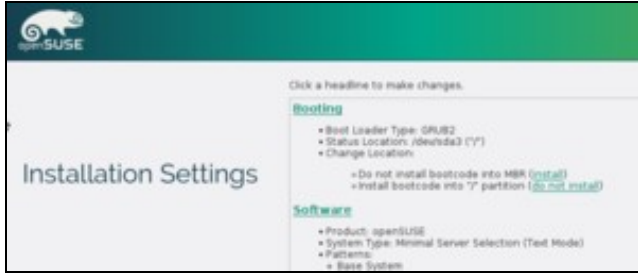 openSUSE
Click a headline to make changes.
Booting
• Boot Loader Type: GRUB2
• Status Location: /dev/sda3 ("/")
• Change Location:
◦ Do not install bootcode into MBR (install)
◦ Install bootcode into "/" partition (do not install)
Installation Settings
Software
• Product: openSUSE
• System Type: Minimal Server Selection (Text Mode)
• Patterns:
◦ Base System